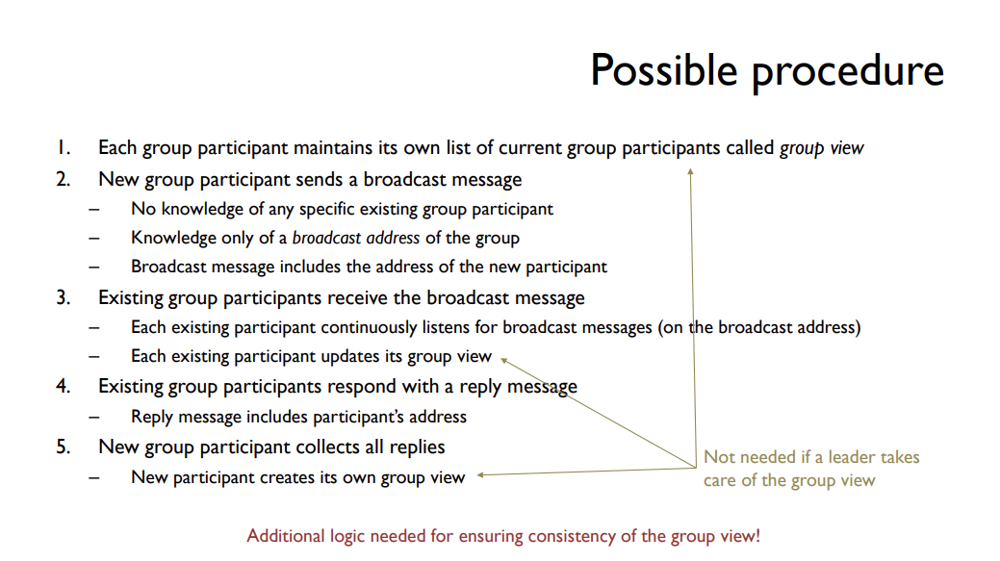 Possible procedure
1. Each group participant maintains its own list of current group participants called group view
2. New group participant sends a broadcast message
– No knowledge of any specific existing group participant
– Knowledge only of a broadcast address of the group
– Broadcast message includes the address of the new participant
3. Existing group participants receive the broadcast message
– Each existing participant continuously listens for broadcast messages (on the broadcast address)
– Each existing participant updates its group view
4. Existing group participants respond with a reply message
– Reply message includes participant’s address
5. New group participant collects all replies
– New participant creates its own group view
Not needed if a leader takes
care of the group view
Additional logic needed for ensuring consistency of the group view!